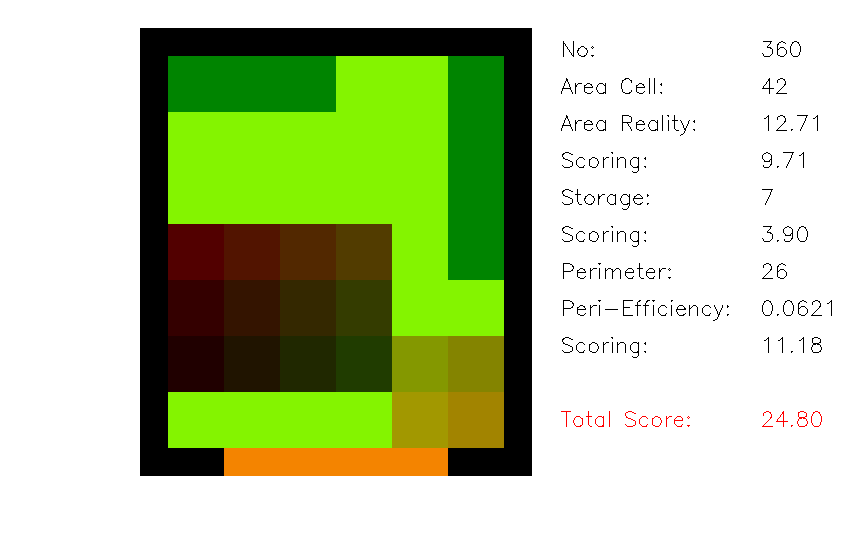 No: 360
Area Cell: 42
Area Reality: 12.71
Scoring: 9.71
Storage: 7
Scoring: 3.90
Perimeter: 26
Peri-Efficiency: 0.0621
Scoring: 11.18
Total Score: 24.80